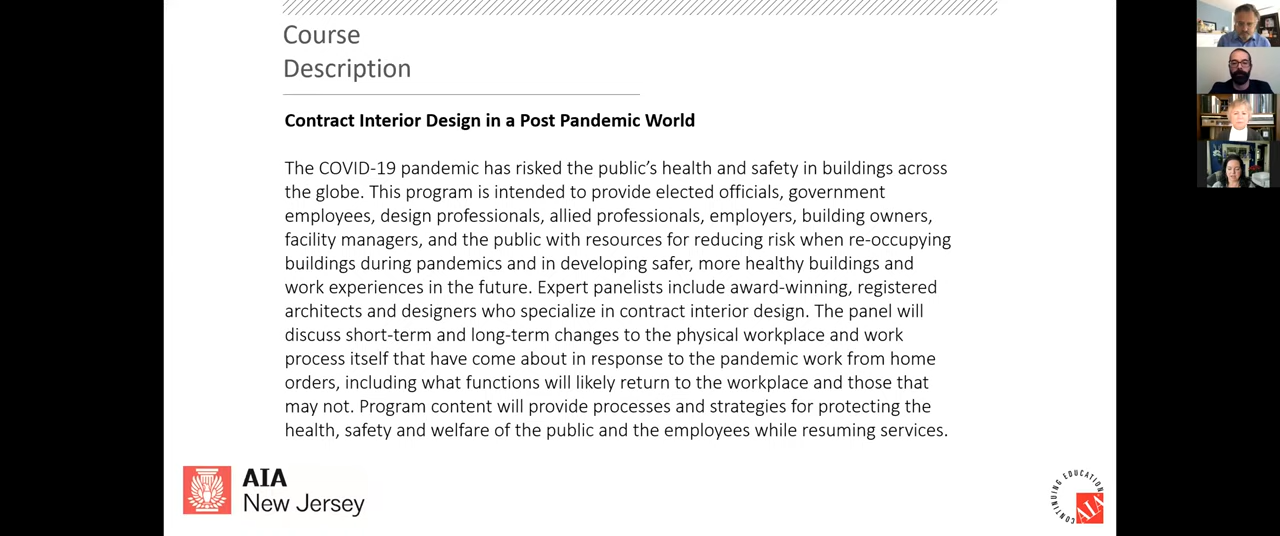 Course
Description
Contract Interior Design in a Post Pandemic World
The COVID-19 pandemic has risked the public’s health and safety in buildings across
the globe. This program is intended to provide elected officials, government
employees, design professionals, allied professionals, employers, building owners,
facility managers, and the public with resources for reducing risk when re-occupying
buildings during pandemics and in developing safer, more healthy buildings and
work experiences in the future. Expert panelists include award-winning, registered
architects and designers who specialize in contract interior design. The panel will
discuss short-term and long-term changes to the physical workplace and work
process itself that have come about in response to the pandemic work from home
orders, including what functions will likely return to the workplace and those that
may not. Program content will provide processes and strategies for protecting the
health, safety and welfare of the public and the employees while resuming services.
AIA
New Jersey
CONTINUING EDUCATION
AIA